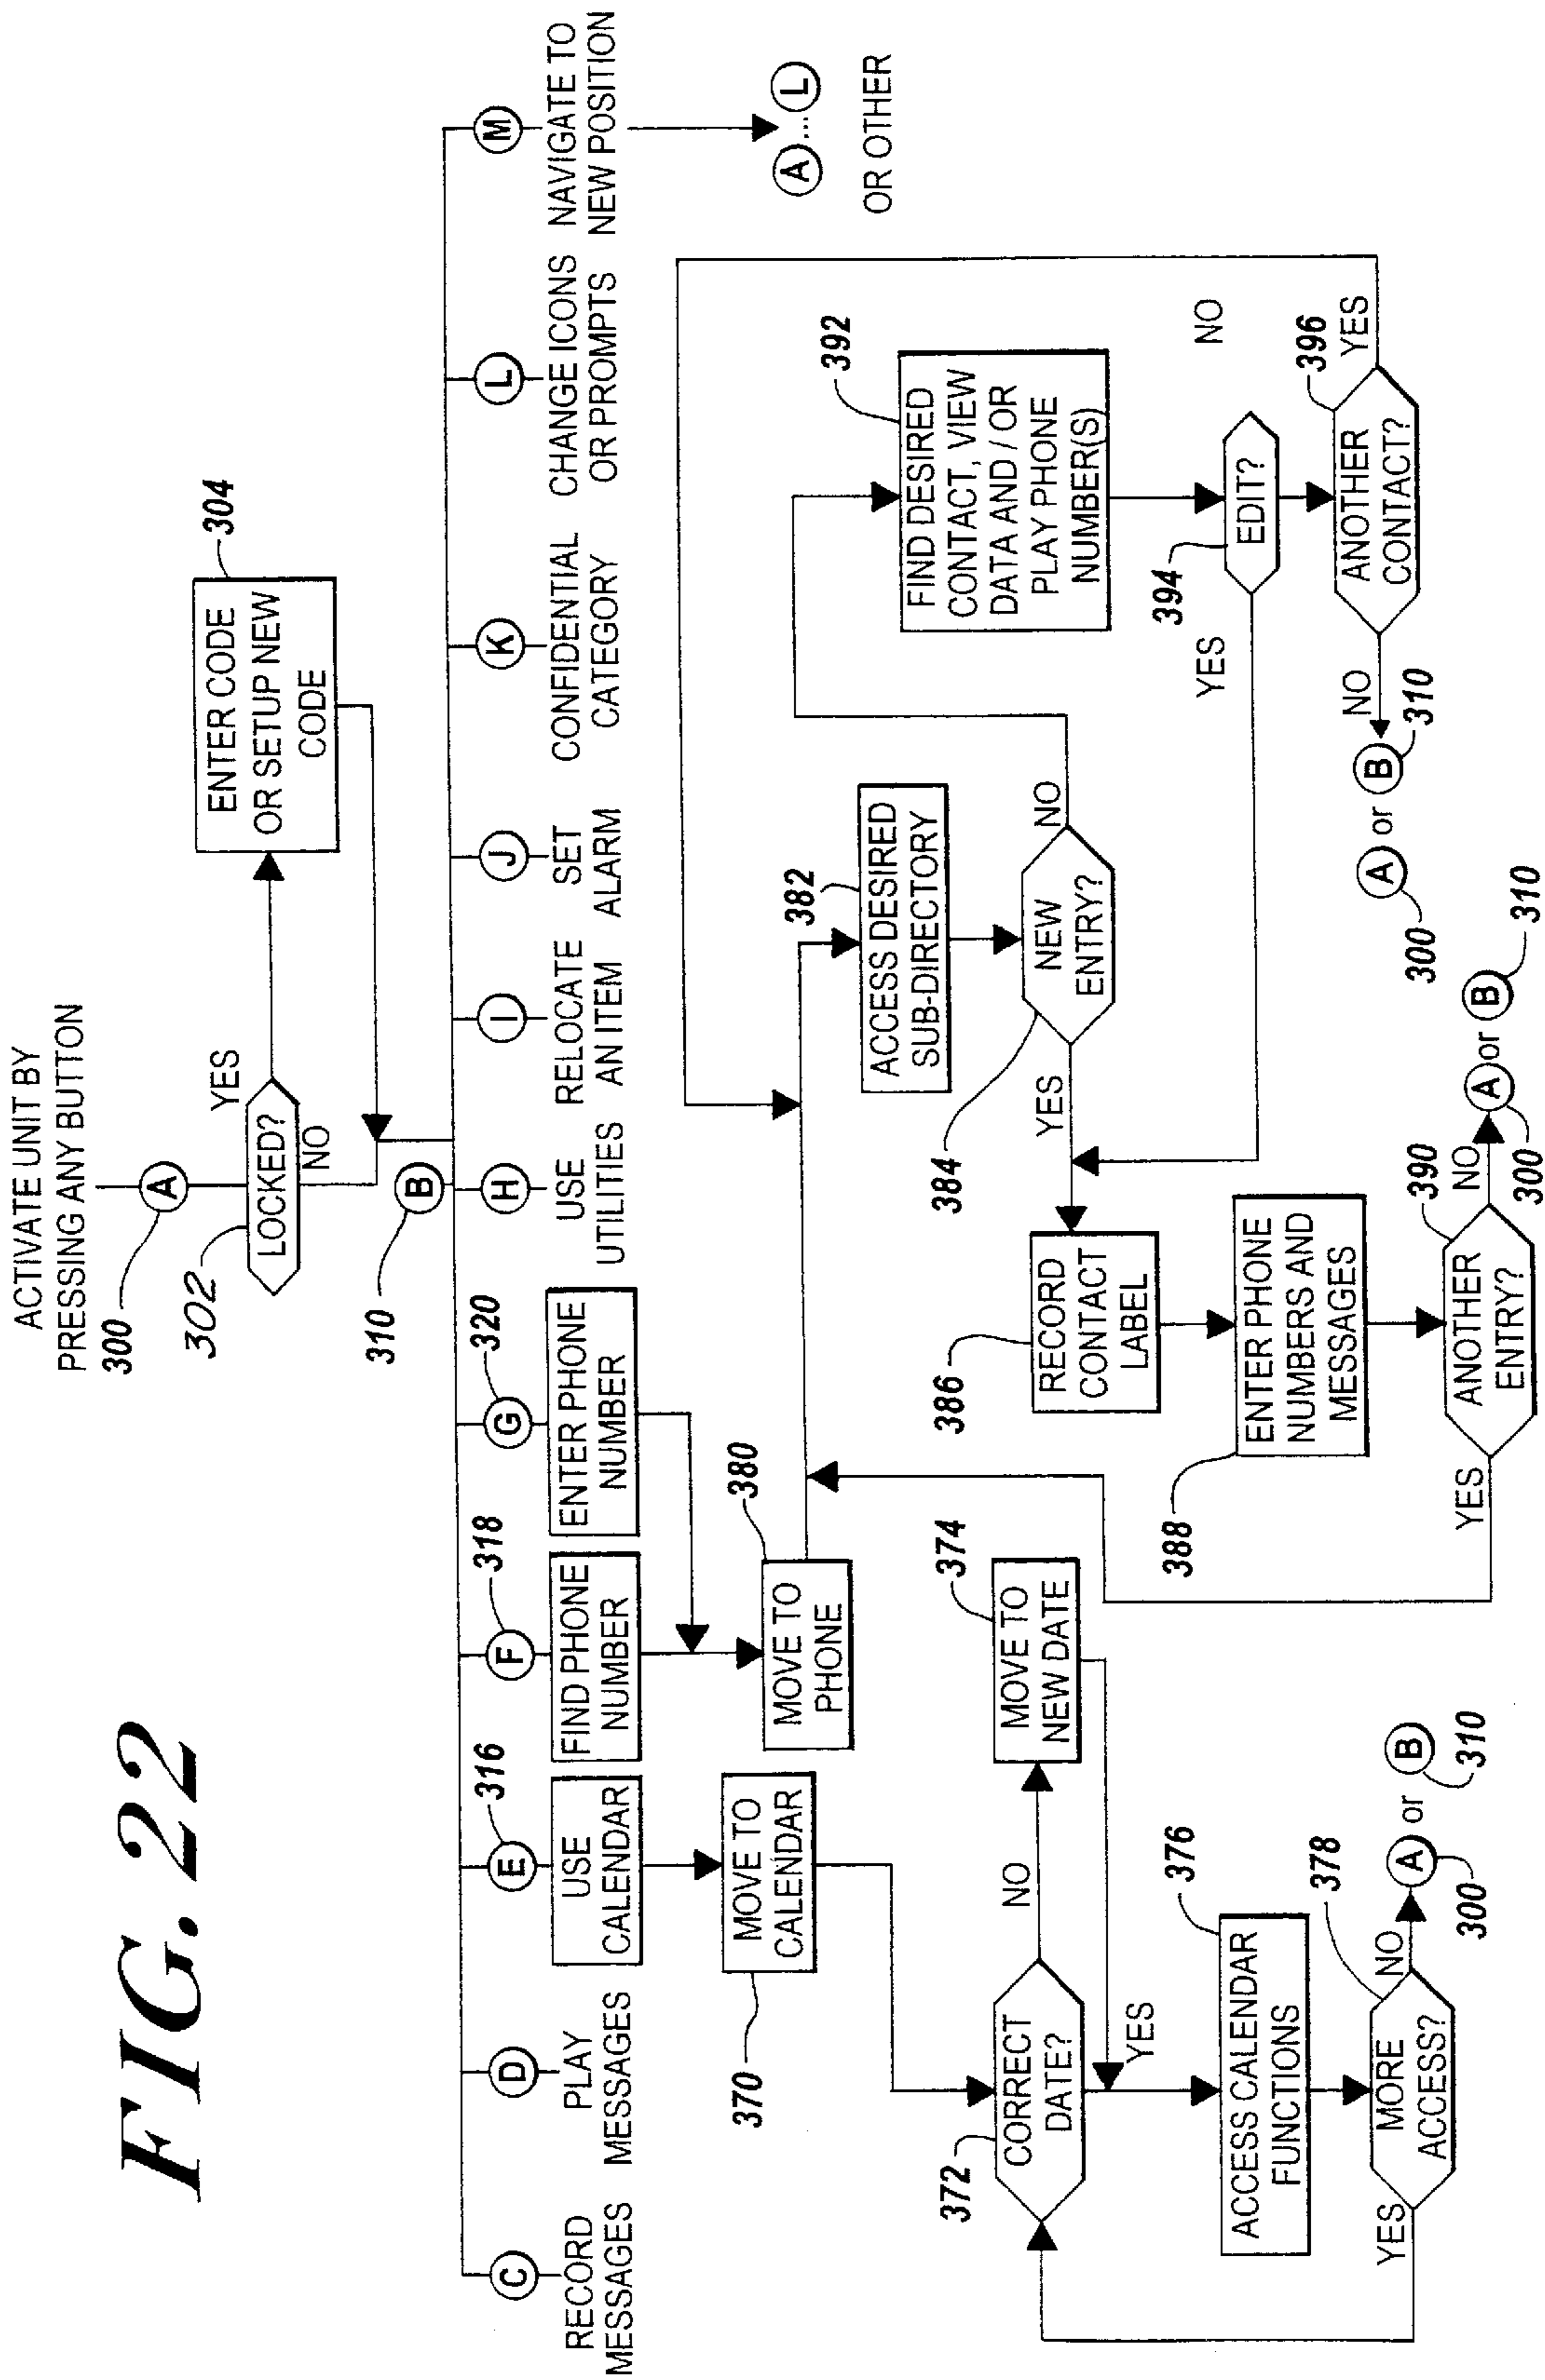 FIG. 22
ACTIVATE UNIT BY
PRESSING ANY BUTTON
300
A
302
LOCKED?
YES
NO
304
ENTER CODE
OR SETUP NEW
CODE
310
B
C
RECORD
MESSAGES
D
PLAY
MESSAGES
E
316
USE
CALENDAR
F
318
FIND PHONE
NUMBER
G
320
ENTER PHONE
NUMBER
H
USE
UTILITIES
I
RELOCATE
AN ITEM
J
SET
ALARM
K
CONFIDENTIAL
CATEGORY
L
CHANGE ICONS
OR PROMPTS
M
NAVIGATE TO
NEW POSITION
A .... L
OR OTHER
370
MOVE TO
CALENDAR
372
CORRECT
DATE?
NO
YES
374
MOVE TO
NEW DATE
376
ACCESS CALENDAR
FUNCTIONS
378
MORE
ACCESS?
YES
NO
A or B
300
310
380
MOVE TO
PHONE
382
ACCESS DESIRED
SUB-DIRECTORY
384
NEW
ENTRY?
YES
NO
386
RECORD
CONTACT
LABEL
388
ENTER PHONE
NUMBERS AND
MESSAGES
390
ANOTHER
ENTRY?
YES
NO
A or B
300
310
392
FIND DESIRED
CONTACT, VIEW
DATA AND / OR
PLAY PHONE
NUMBER(S)
394
EDIT?
YES
NO
396
ANOTHER
CONTACT?
YES
NO
A or B
300
310